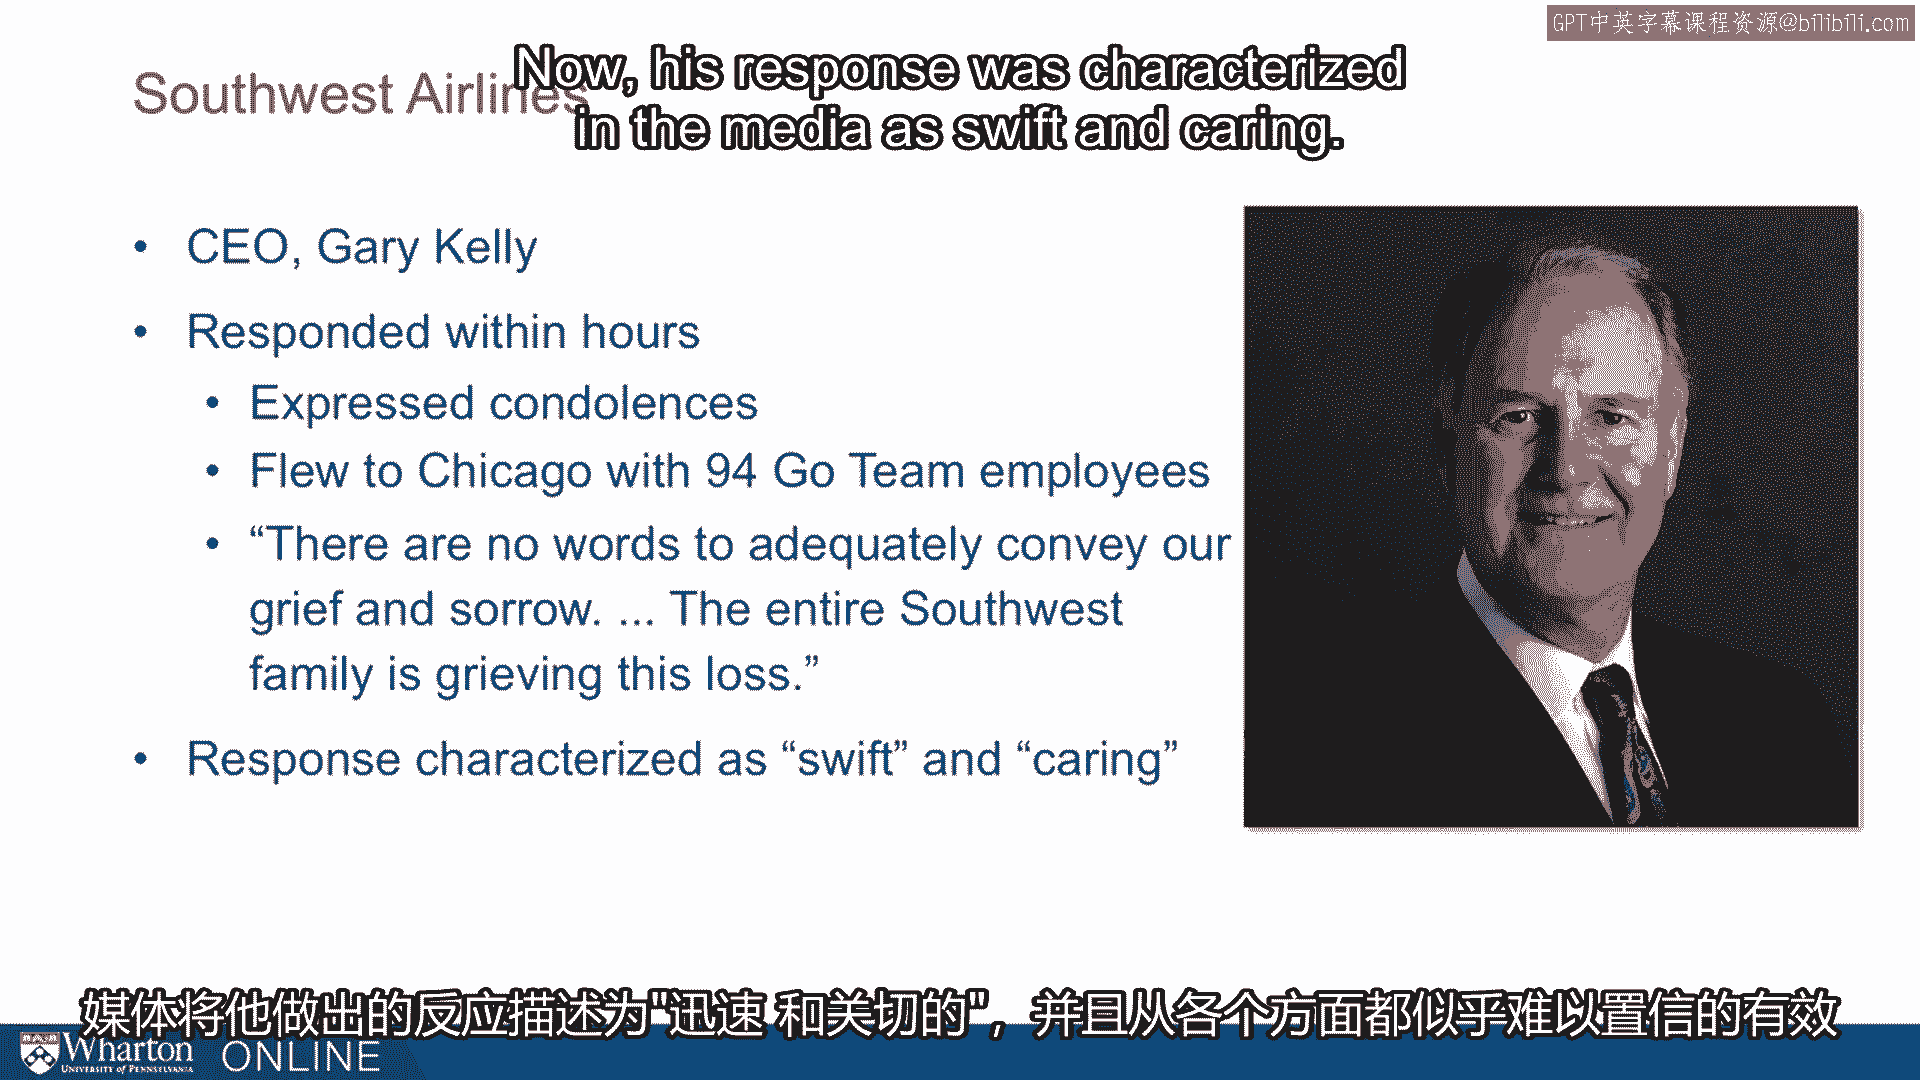 GPT中英字幕课程资源@bilibili.com
Southwest Airlines
Now, his response was characterized
in the media as swift and caring.
• CEO, Gary Kelly
• Responded within hours
• Expressed condolences
• Flew to Chicago with 94 Go Team employees
• “There are no words to adequately convey our
grief and sorrow. ... The entire Southwest
family is grieving this loss.”
• Response characterized as “swift” and “caring”
媒体将他做出的反应描述为"迅速 和关切的"，并且从各个方面都似乎难以置信的有效
Wharton ONLINE
UNIVERSITY of PENNSYLVANIA